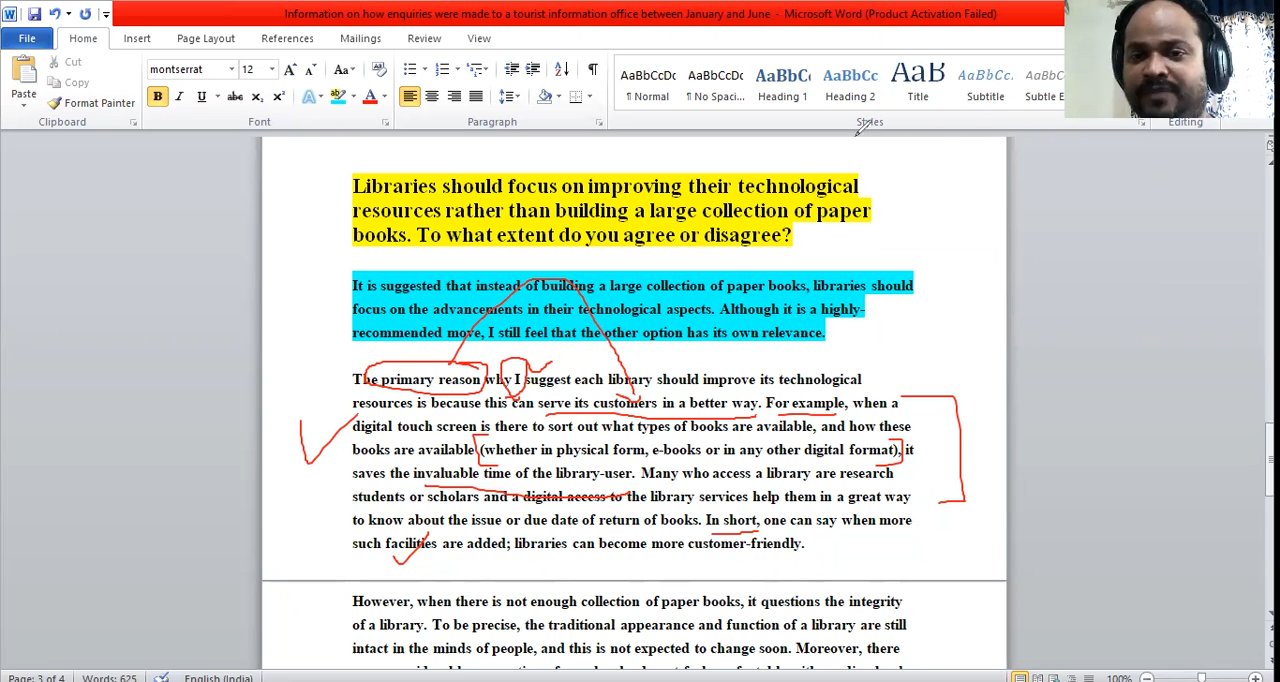 Information on how enquiries were made to a tourist information office between January and June - Microsoft Word (Product Activation Failed)
File Home Insert Page Layout References Mailings Review View
Cut
Copy
Paste
Format Painter
Clipboard
montserrat 12
Font
Paragraph
AaBbCcDc AaBbCcDc AaBbC AaBbCc AaB AaBbCc AaBbCc
¶ Normal ¶ No Spaci... Heading 1 Heading 2 Title Subtitle Subtle E
Styles
Editing
Libraries should focus on improving their technological
resources rather than building a large collection of paper
books. To what extent do you agree or disagree?
It is suggested that instead of building a large collection of paper books, libraries should
focus on the advancements in their technological aspects. Although it is a highly-
recommended move, I still feel that the other option has its own relevance.
The primary reason why I suggest each library should improve its technological
resources is because this can serve its customers in a better way. For example, when a
digital touch screen is there to sort out what types of books are available, and how these
books are available (whether in physical form, e-books or in any other digital format), it
saves the invaluable time of the library-user. Many who access a library are research
students or scholars and a digital access to the library services help them in a great way
to know about the issue or due date of return of books. In short, one can say when more
such facilities are added; libraries can become more customer-friendly.
However, when there is not enough collection of paper books, it questions the integrity
of a library. To be precise, the traditional appearance and function of a library are still
intact in the minds of people, and this is not expected to change soon. Moreover, there
Page: 3 of 4 Words: 625 English (India) 100%